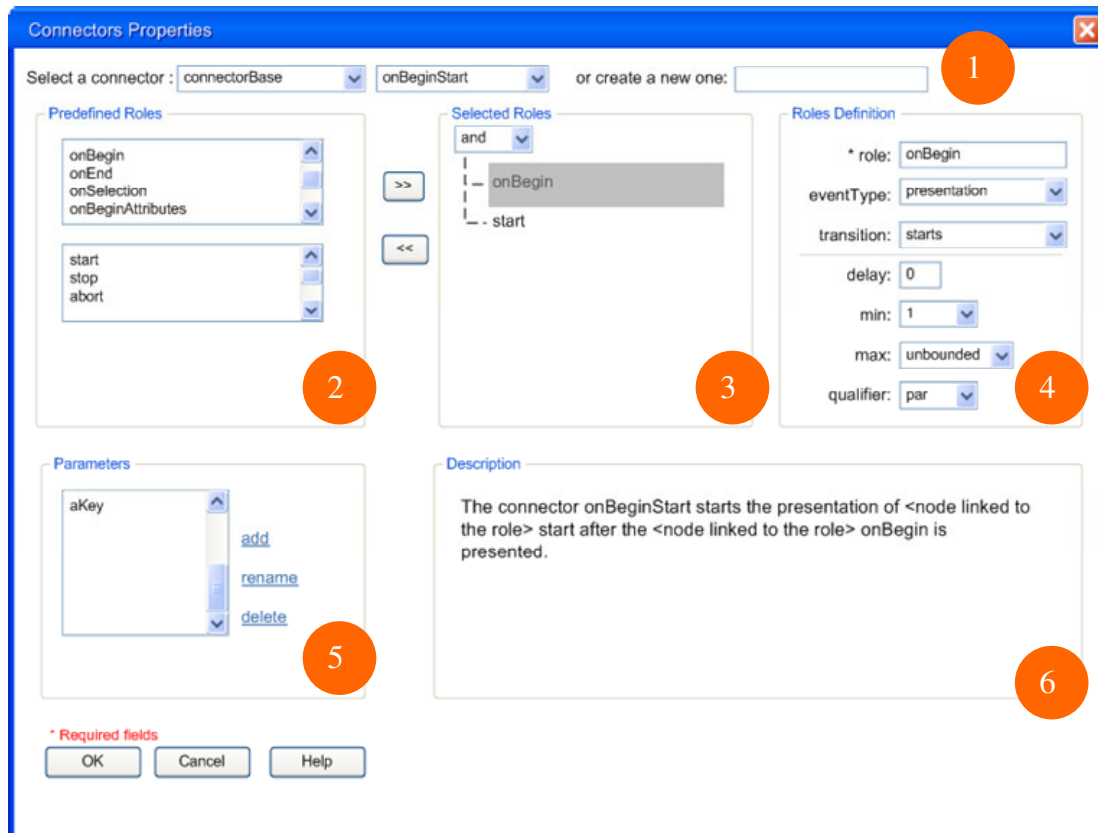 Connectors Properties
Select a connector : connectorBase onBeginStart or create a new one:
1
Predefined Roles
onBegin
onEnd
onSelection
onBeginAttributes
start
stop
abort
2
>>
<<
Selected Roles
and
onBegin
start
3
Roles Definition
* role: onBegin
eventType: presentation
transition: starts
delay: 0
min: 1
max: unbounded
qualifier: par
4
Parameters
aKey
add
rename
delete
5
Description
The connector onBeginStart starts the presentation of <node linked to
the role> start after the <node linked to the role> onBegin is
presented.
6
* Required fields
OK Cancel Help